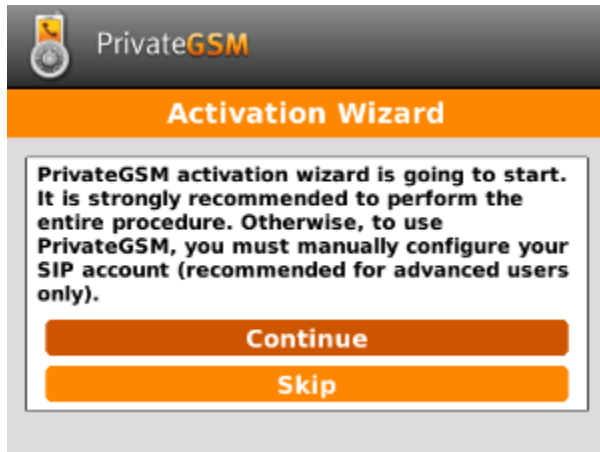 PrivateGSM
Activation Wizard
PrivateGSM activation wizard is going to start.
It is strongly recommended to perform the
entire procedure. Otherwise, to use
PrivateGSM, you must manually configure your
SIP account (recommended for advanced users
only).
Continue
Skip